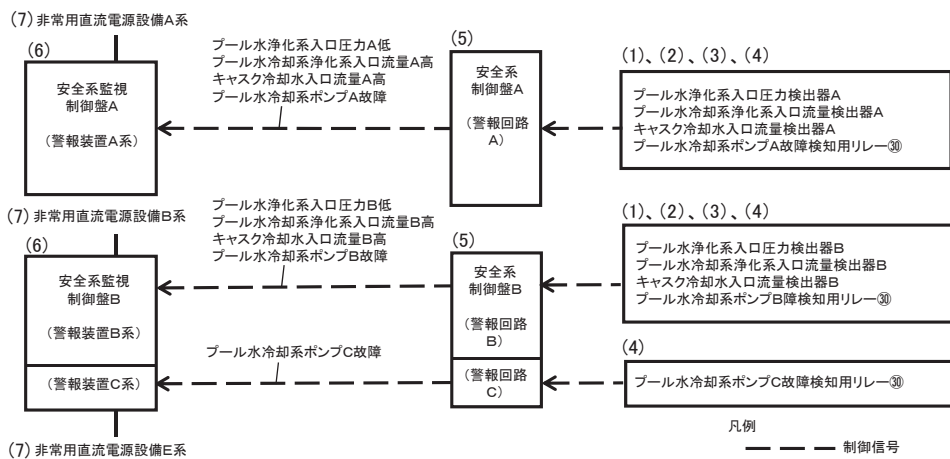 (7) 非常用直流電源設備A系
(6)
安全系監視
制御盤A
(警報装置A系)
プール水浄化系入口圧力A低
プール水冷却系浄化系入口流量A高
キャスク冷却水入口流量A高
プール水冷却系ポンプA故障
(5)
安全系
制御盤A
(警報回路
A)
(1)、(2)、(3)、(4)
プール水浄化系入口圧力検出器A
プール水冷却系浄化系入口流量検出器A
キャスク冷却水入口流量検出器A
プール水冷却系ポンプA故障検知用リレー㉚
(7) 非常用直流電源設備B系
(6)
安全系監視
制御盤B
(警報装置B系)
(警報装置C系)
プール水浄化系入口圧力B低
プール水冷却系浄化系入口流量B高
キャスク冷却水入口流量B高
プール水冷却系ポンプB故障
プール水冷却系ポンプC故障
(5)
安全系
制御盤B
(警報回路
B)
(警報回路
C)
(1)、(2)、(3)、(4)
プール水浄化系入口圧力検出器B
プール水冷却系浄化系入口流量検出器B
キャスク冷却水入口流量検出器B
プール水冷却系ポンプB障検知用リレー㉚
(4)
プール水冷却系ポンプC故障検知用リレー㉚
(7) 非常用直流電源設備E系
凡例
制御信号